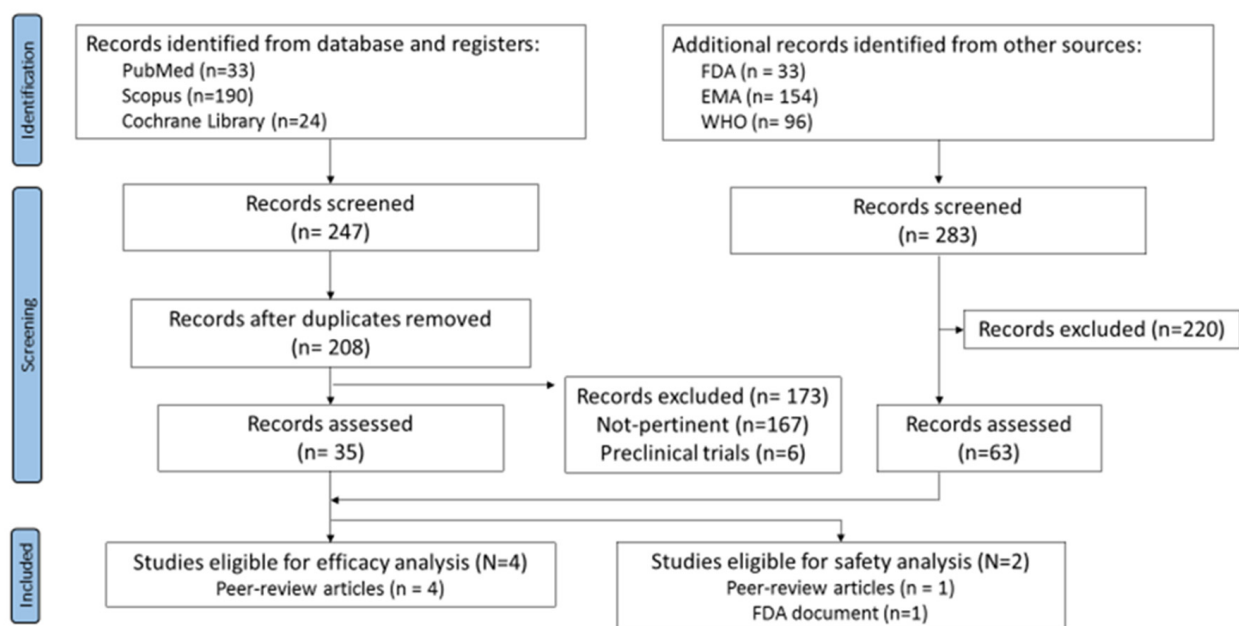 Identification
Records identified from database and registers:
PubMed (n=33)
Scopus (n=190)
Cochrane Library (n=24)
Additional records identified from other sources:
FDA (n = 33)
EMA (n= 154)
WHO (n= 96)
Screening
Records screened
(n= 247)
Records screened
(n= 283)
Records after duplicates removed
(n= 208)
Records excluded (n=220)
Records excluded (n= 173)
Not-pertinent (n=167)
Preclinical trials (n=6)
Records assessed
(n= 35)
Records assessed
(n=63)
Included
Studies eligible for efficacy analysis (N=4)
Peer-review articles (n = 4)
Studies eligible for safety analysis (N=2)
Peer-review articles (n = 1)
FDA document (n=1)